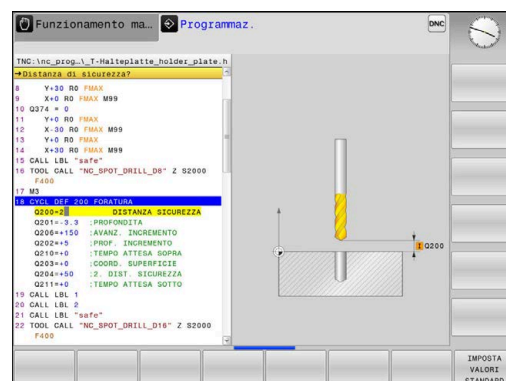 Funzionamento ma… Programmaz.
DNC
TNC:\nc_prog…\_T-Halteplatte_holder_plate.h
→Distanza di sicurezza?
8 Y+30 R0 FMAX
9 X+0 R0 FMAX M99
10 Q374 = 0
11 Y+0 R0 FMAX
12 X-30 R0 FMAX M99
13 Y+0 R0 FMAX
14 X+0 R0 FMAX M99
15 CALL LBL "safe"
16 TOOL CALL "NC_SPOT_DRILL_D8" Z S2000
F400
17 M3
18 CYCL DEF 200 FORATURA
Q200=2 DISTANZA SICUREZZA
Q201=-3.3 ;PROFONDITA
Q206=+150 ;AVANZ. INCREMENTO
Q202=+5 ;PROF. INCREMENTO
Q210=+0 ;TEMPO ATTESA SOPRA
Q203=+0 ;COORD. SUPERFICIE
Q204=+50 ;2. DIST. SICUREZZA
Q211=+0 ;TEMPO ATTESA SOTTO
19 CALL LBL 1
20 CALL LBL 2
21 CALL LBL "safe"
22 TOOL CALL "NC_SPOT_DRILL_D16" Z S2000
F400
I Q200
IMPOSTA
VALORI
STANDARD